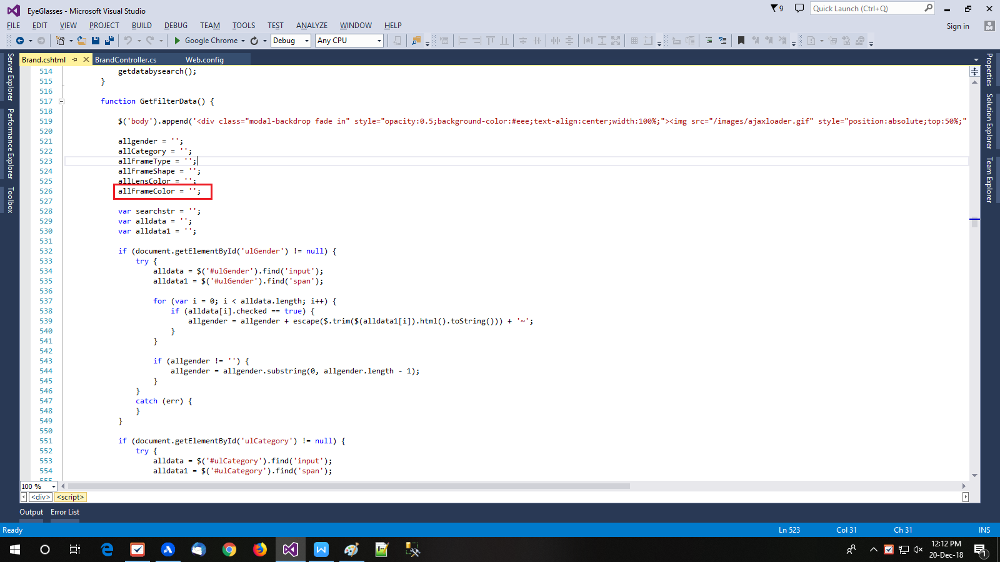 EyeGlasses - Microsoft Visual Studio
9
Quick Launch (Ctrl+Q)
FILE EDIT VIEW PROJECT BUILD DEBUG TEAM TOOLS TEST ANALYZE WINDOW HELP
Sign in
Google Chrome Debug Any CPU
Server Explorer
Performance Explorer
Toolbox
Brand.cshtml BrandController.cs Web.config
514 getdatabysearch();
515 }
516
517 function GetFilterData() {
518
519 $('body').append('<div class="modal-backdrop fade in" style="opacity:0.5;background-color:#eee;text-align:center;width:100%;"><img src="/images/ajaxloader.gif" style="position:absolute;top:50%;"
520
521 allgender = '';
522 allCategory = '';
523 allFrameType = '';
524 allFrameShape = '';
525 allLensColor = '';
526 allFrameColor = '';
527
528 var searchstr = '';
529 var alldata = '';
530 var alldata1 = '';
531
532 if (document.getElementById('ulGender') != null) {
533 try {
534 alldata = $('#ulGender').find('input');
535 alldata1 = $('#ulGender').find('span');
536
537 for (var i = 0; i < alldata.length; i++) {
538 if (alldata[i].checked == true) {
539 allgender = allgender + escape($.trim($(alldata1[i]).html().toString())) + '~';
540 }
541 }
542
543 if (allgender != '') {
544 allgender = allgender.substring(0, allgender.length - 1);
545 }
546 }
547 catch (err) {
548 }
549 }
550
551 if (document.getElementById('ulCategory') != null) {
552 try {
553 alldata = $('#ulCategory').find('input');
554 alldata1 = $('#ulCategory').find('span');
555
Properties
Solution Explorer
Team Explorer
100 %
<div> <script>
Output Error List
Ready Ln 523 Col 31 Ch 31 INS
12:12 PM
20-Dec-18
1